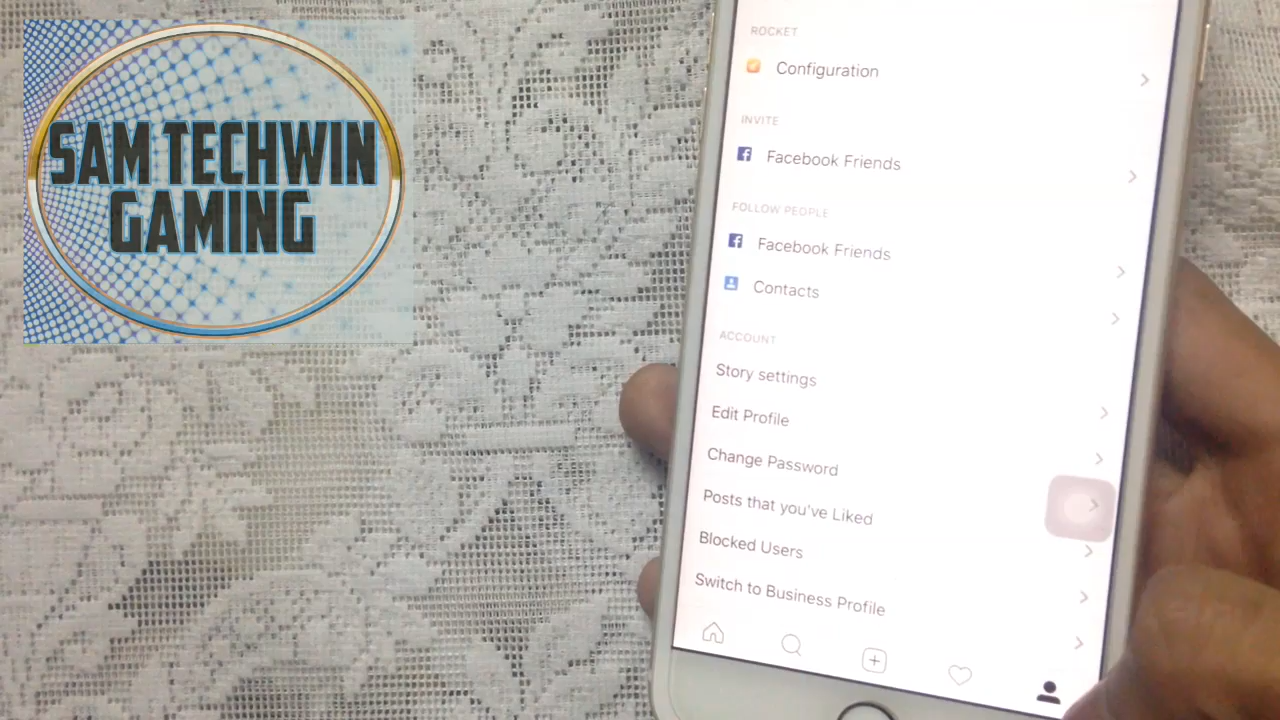 SAM TECHWIN
GAMING
ROCKET
Configuration
INVITE
Facebook Friends
FOLLOW PEOPLE
Facebook Friends
Contacts
ACCOUNT
Story settings
Edit Profile
Change Password
Posts that you've Liked
Blocked Users
Switch to Business Profile